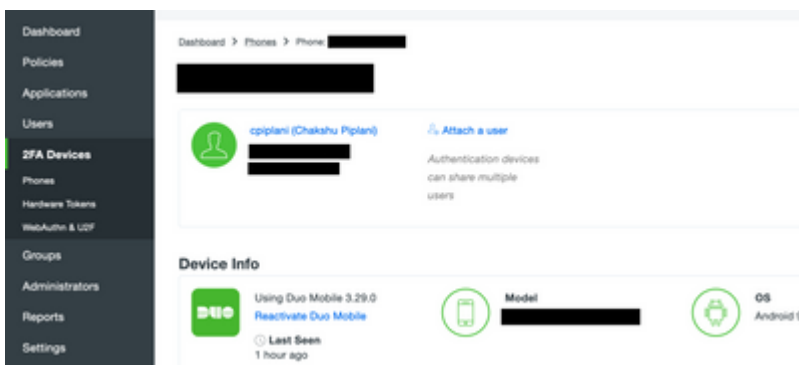 Dashboard
Policies
Applications
Users
2FA Devices
Phones
Hardware Tokens
WebAuthn & U2F
Groups
Administrators
Reports
Settings
Dashboard > Phones > Phone:
cpiplani (Chakshu Piplani)
Attach a user
Authentication devices
can share multiple
users
Device Info
DUO
Using Duo Mobile 3.29.0
Reactivate Duo Mobile
Last Seen
1 hour ago
Model
OS
Android